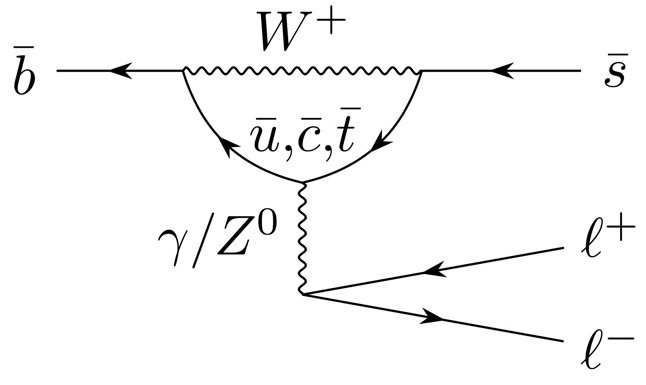 W⁺
b̄ s̄
ū,c̄,t̄
γ/Z⁰
ℓ⁺
ℓ⁻